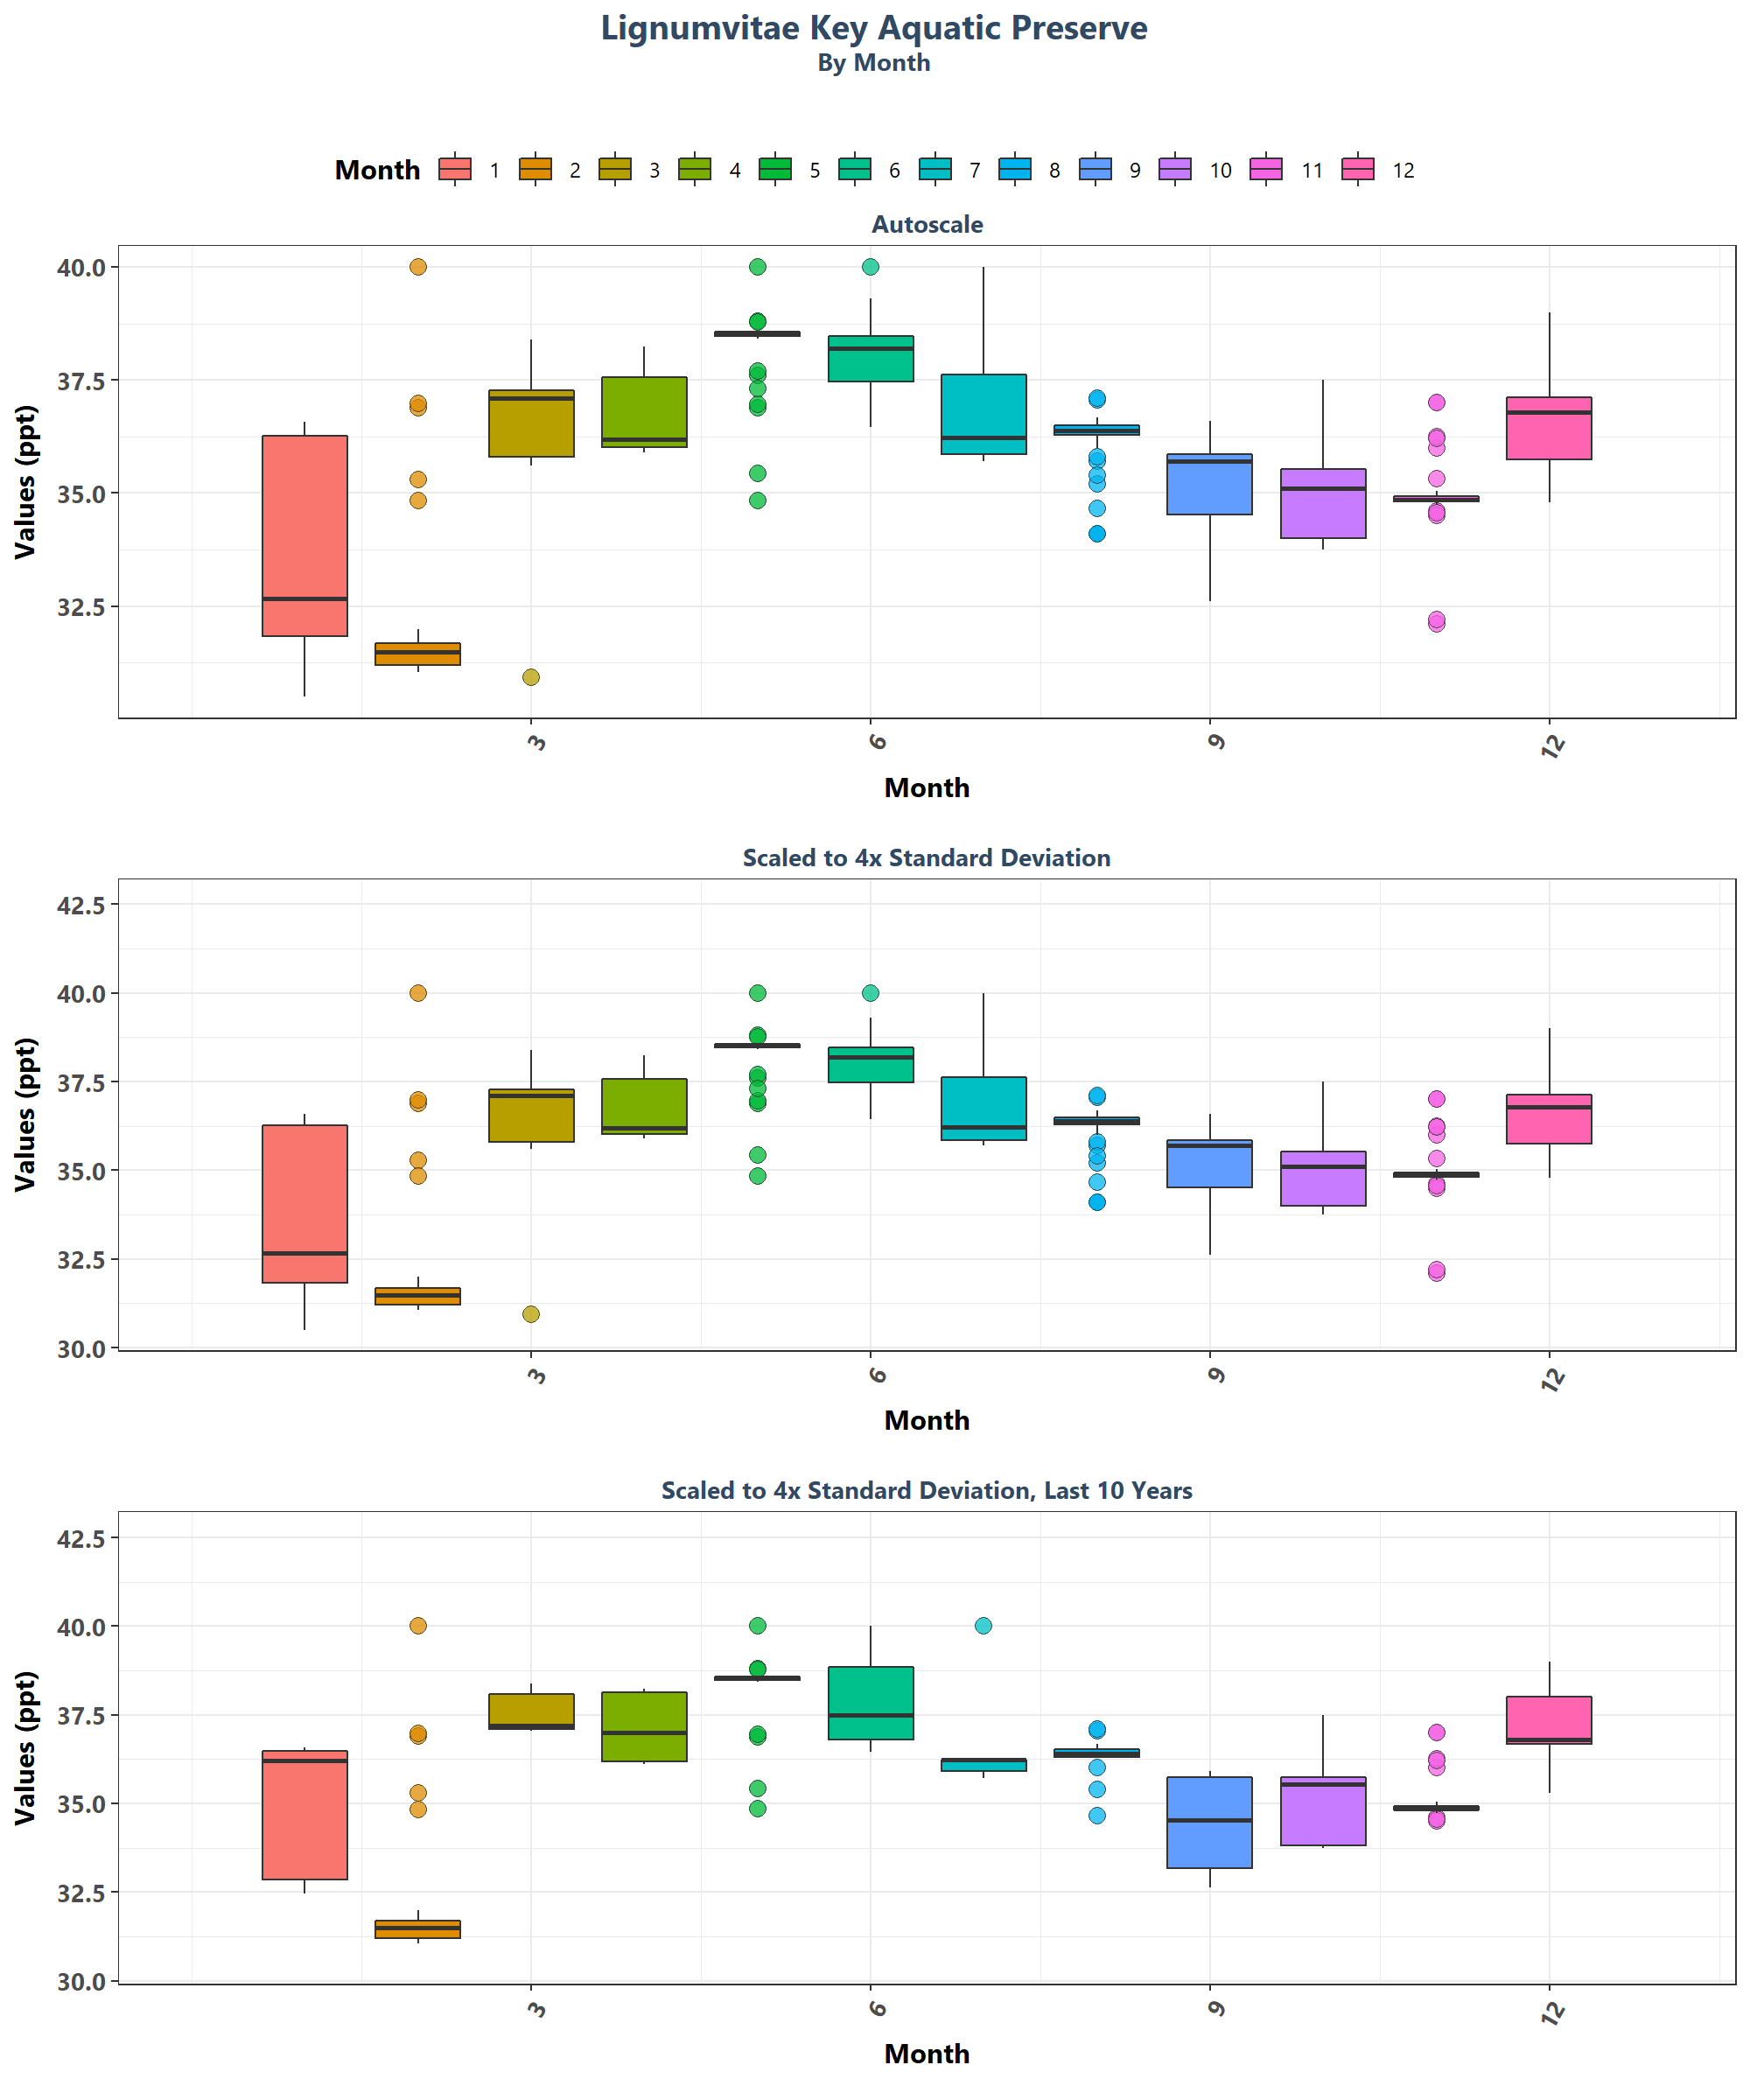 Lignumvitae Key Aquatic Preserve
By Month
Month 1 2 3 4 5 6 7 8 9 10 11 12
Autoscale
Values (ppt)
40.0
37.5
35.0
32.5
3 6 9 12
Month
Scaled to 4x Standard Deviation
Values (ppt)
42.5
40.0
37.5
35.0
32.5
30.0
3 6 9 12
Month
Scaled to 4x Standard Deviation, Last 10 Years
Values (ppt)
42.5
40.0
37.5
35.0
32.5
30.0
3 6 9 12
Month